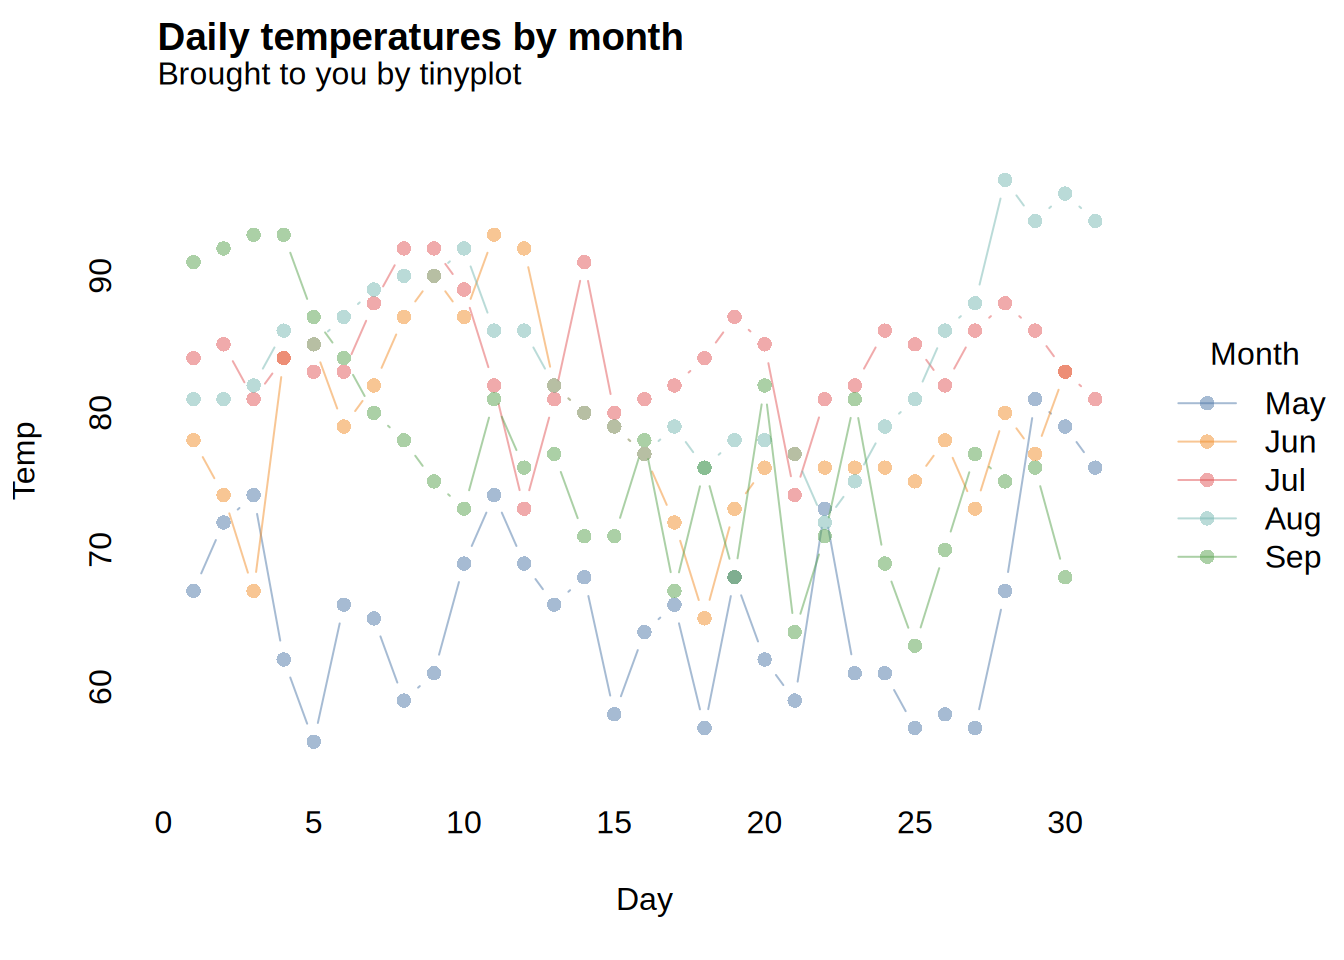 Daily temperatures by month
Brought to you by tinyplot
Temp
90
80
70
60
0 5 10 15 20 25 30
Day
Month
May
Jun
Jul
Aug
Sep